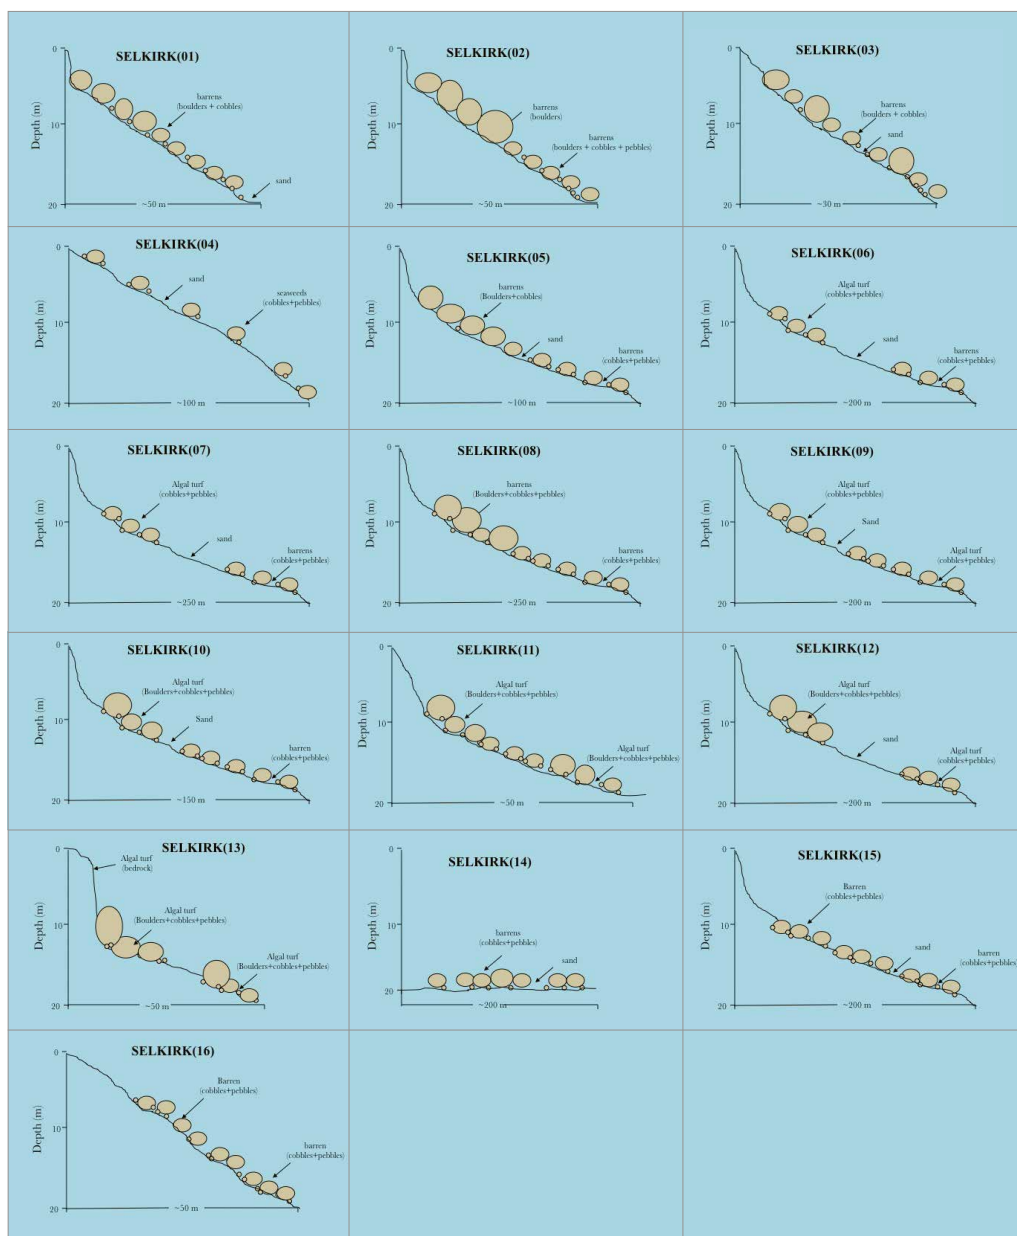 SELKIRK(01)
0
barrens
(boulders + cobbles)
Depth (m)
10
sand
20
~50 m
SELKIRK(02)
0
barrens
(boulders)
Depth (m)
10
barrens
(boulders + cobbles + pebbles)
20
~50 m
SELKIRK(03)
0
barrens
(boulders + cobbles)
sand
Depth (m)
10
20
~30 m
SELKIRK(04)
0
sand
seaweeds
(cobbles+pebbles)
Depth (m)
10
20
~100 m
SELKIRK(05)
0
barrens
(Boulders+cobbles)
Depth (m)
10
sand
barrens
(cobbles+pebbles)
20
~100 m
SELKIRK(06)
0
Algal turf
(cobbles+pebbles)
Depth (m)
10
sand
barrens
(cobbles+pebbles)
20
~200 m
SELKIRK(07)
0
Algal turf
(cobbles+pebbles)
Depth (m)
10
sand
barrens
(cobbles+pebbles)
20
~250 m
SELKIRK(08)
0
barrens
(Boulders+cobbles+pebbles)
Depth (m)
10
barrens
(cobbles+pebbles)
20
~250 m
SELKIRK(09)
0
Algal turf
(cobbles+pebbles)
Depth (m)
10
Sand
Algal turf
(cobbles+pebbles)
20
~200 m
SELKIRK(10)
0
Algal turf
(Boulders+cobbles+pebbles)
Depth (m)
10
Sand
barren
(cobbles+pebbles)
20
~150 m
SELKIRK(11)
0
Algal turf
(Boulders+cobbles+pebbles)
Depth (m)
10
Algal turf
(Boulders+cobbles+pebbles)
20
~50 m
SELKIRK(12)
0
Algal turf
(Boulders+cobbles+pebbles)
Depth (m)
10
sand
Algal turf
(cobbles+pebbles)
20
~200 m
SELKIRK(13)
0
Algal turf
(bedrock)
Algal turf
(Boulders+cobbles+pebbles)
Depth (m)
10
Algal turf
(Boulders+cobbles+pebbles)
20
~50 m
SELKIRK(14)
0
Depth (m)
10
barrens
(cobbles+pebbles)
sand
20
~200 m
SELKIRK(15)
0
Barren
(cobbles+pebbles)
Depth (m)
10
sand
barren
(cobbles+pebbles)
20
~200 m
SELKIRK(16)
0
Barren
(cobbles+pebbles)
Depth (m)
10
barren
(cobbles+pebbles)
20
~50 m